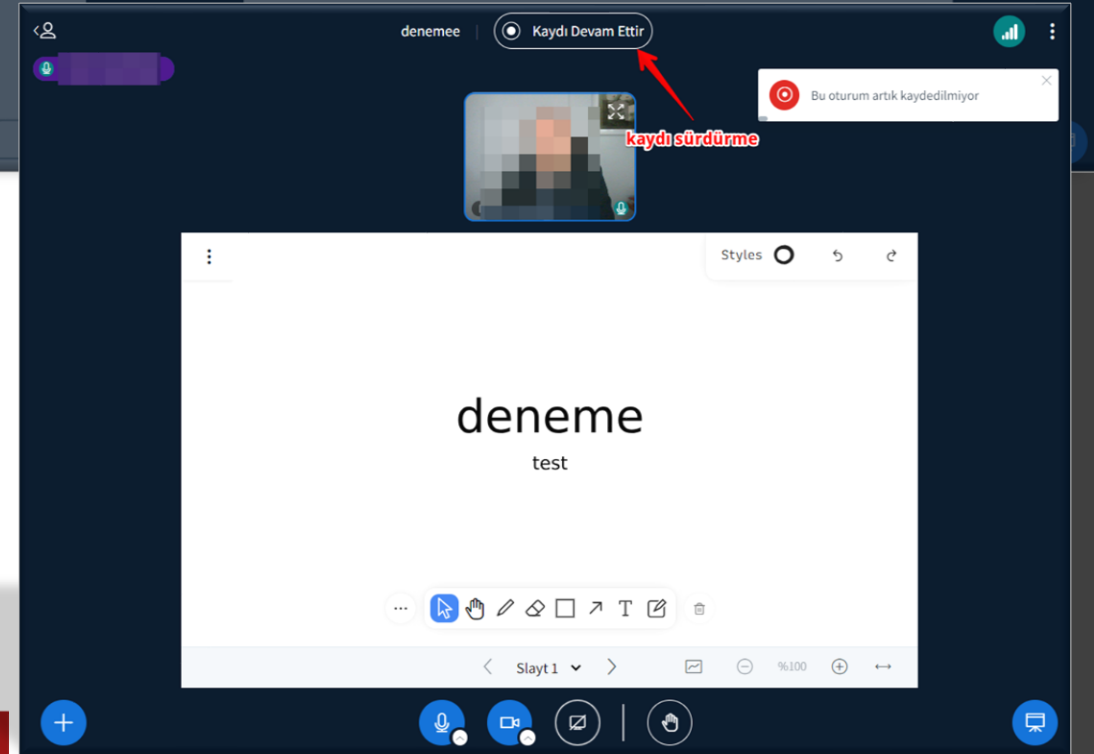 denemee
Kaydı Devam Ettir
Bu oturum artık kaydedilmiyor
kaydı sürdürme
Styles
deneme
test
T
Slayt 1
%100